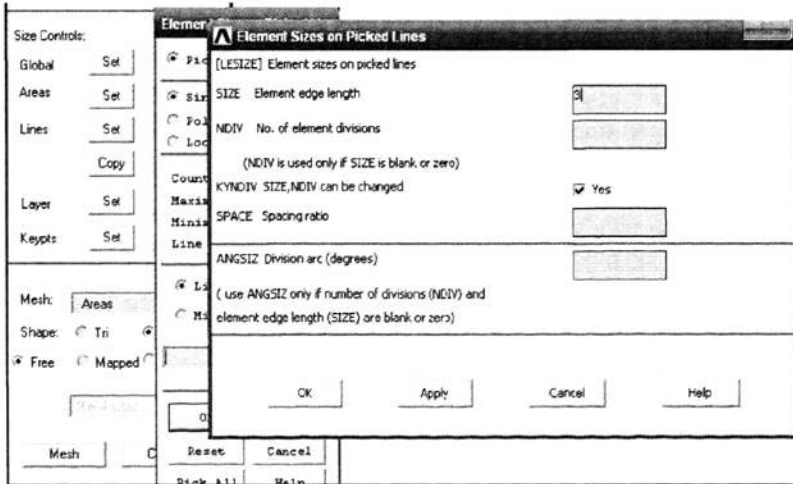 Size Controls:
Global Set
Areas Set
Lines Set
Copy
Layer Set
Keypts Set
Mesh: Areas
Shape: Tri
Free Mapped
Mesh
Element Sizes on Picked Lines
[LESIZE] Element sizes on picked lines
SIZE Element edge length 3
NDIV No. of element divisions
(NDIV is used only if SIZE is blank or zero)
KYNDIV SIZE,NDIV can be changed Yes
SPACE Spacing ratio
ANGSIZ Division arc (degrees)
( use ANGSIZ only if number of divisions (NDIV) and
element edge length (SIZE) are blank or zero)
OK Apply Cancel Help
Count
Line
Reset Cancel
Pick All Help